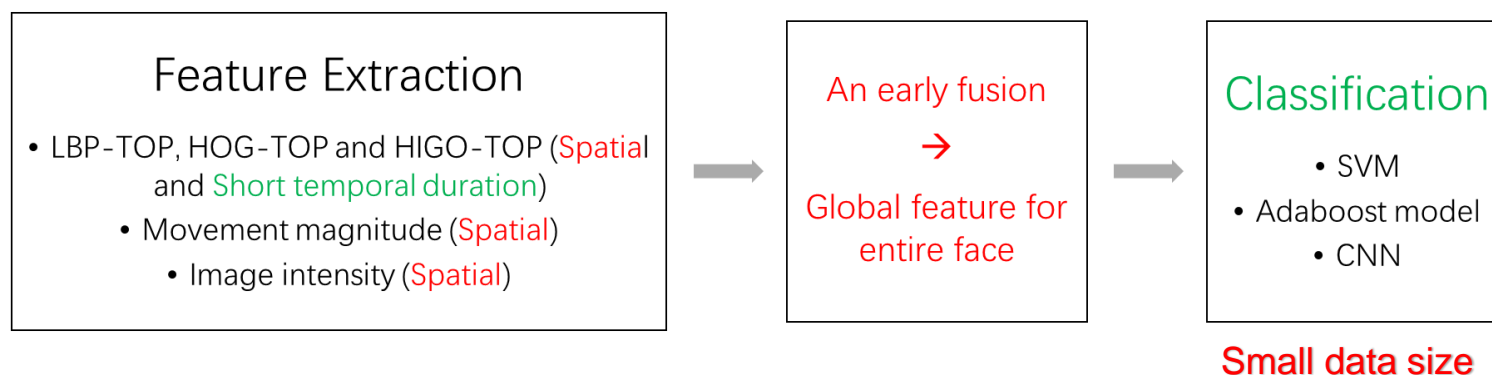 Feature Extraction
• LBP-TOP, HOG-TOP and HIGO-TOP (Spatial
and Short temporal duration)
• Movement magnitude (Spatial)
• Image intensity (Spatial)
An early fusion
→
Global feature for
entire face
Classification
• SVM
• Adaboost model
• CNN
Small data size